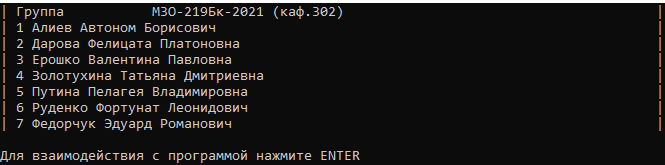 | Группа М3О-219Бк-2021 (каф.302) |
| 1 Алиев Автоном Борисович |
| 2 Дарова Фелицата Платоновна |
| 3 Ерошко Валентина Павловна |
| 4 Золотухина Татьяна Дмитриевна |
| 5 Путина Пелагея Владимировна |
| 6 Руденко Фортунат Леонидович |
| 7 Федорчук Эдуард Романович |
Для взаимодействия с программой нажмите ENTER